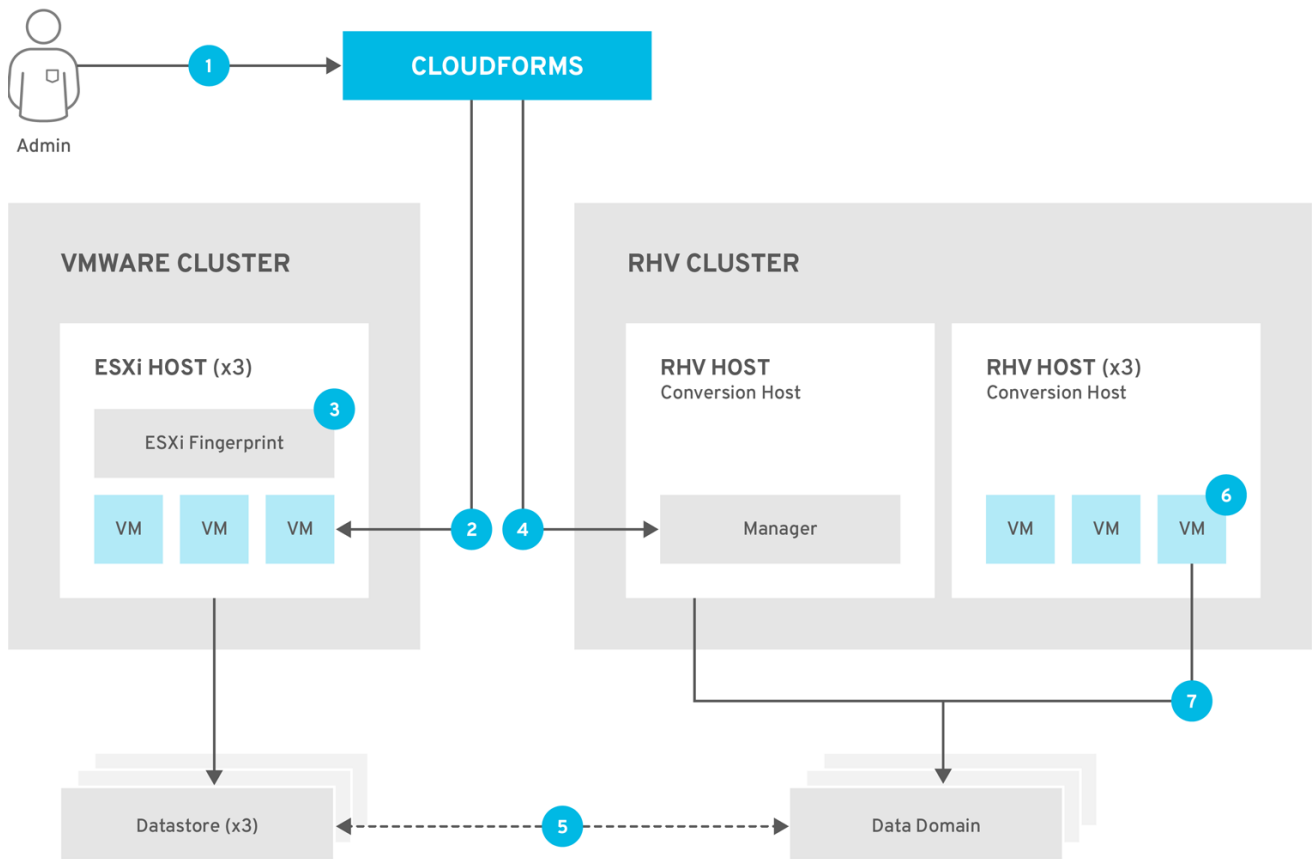 1
CLOUDFORMS
Admin
VMWARE CLUSTER
RHV CLUSTER
ESXi HOST (x3)
RHV HOST
Conversion Host
RHV HOST (x3)
Conversion Host
3
ESXi Fingerprint
6
VM VM VM
2
4
Manager
VM VM VM
7
Datastore (x3)
5
Data Domain